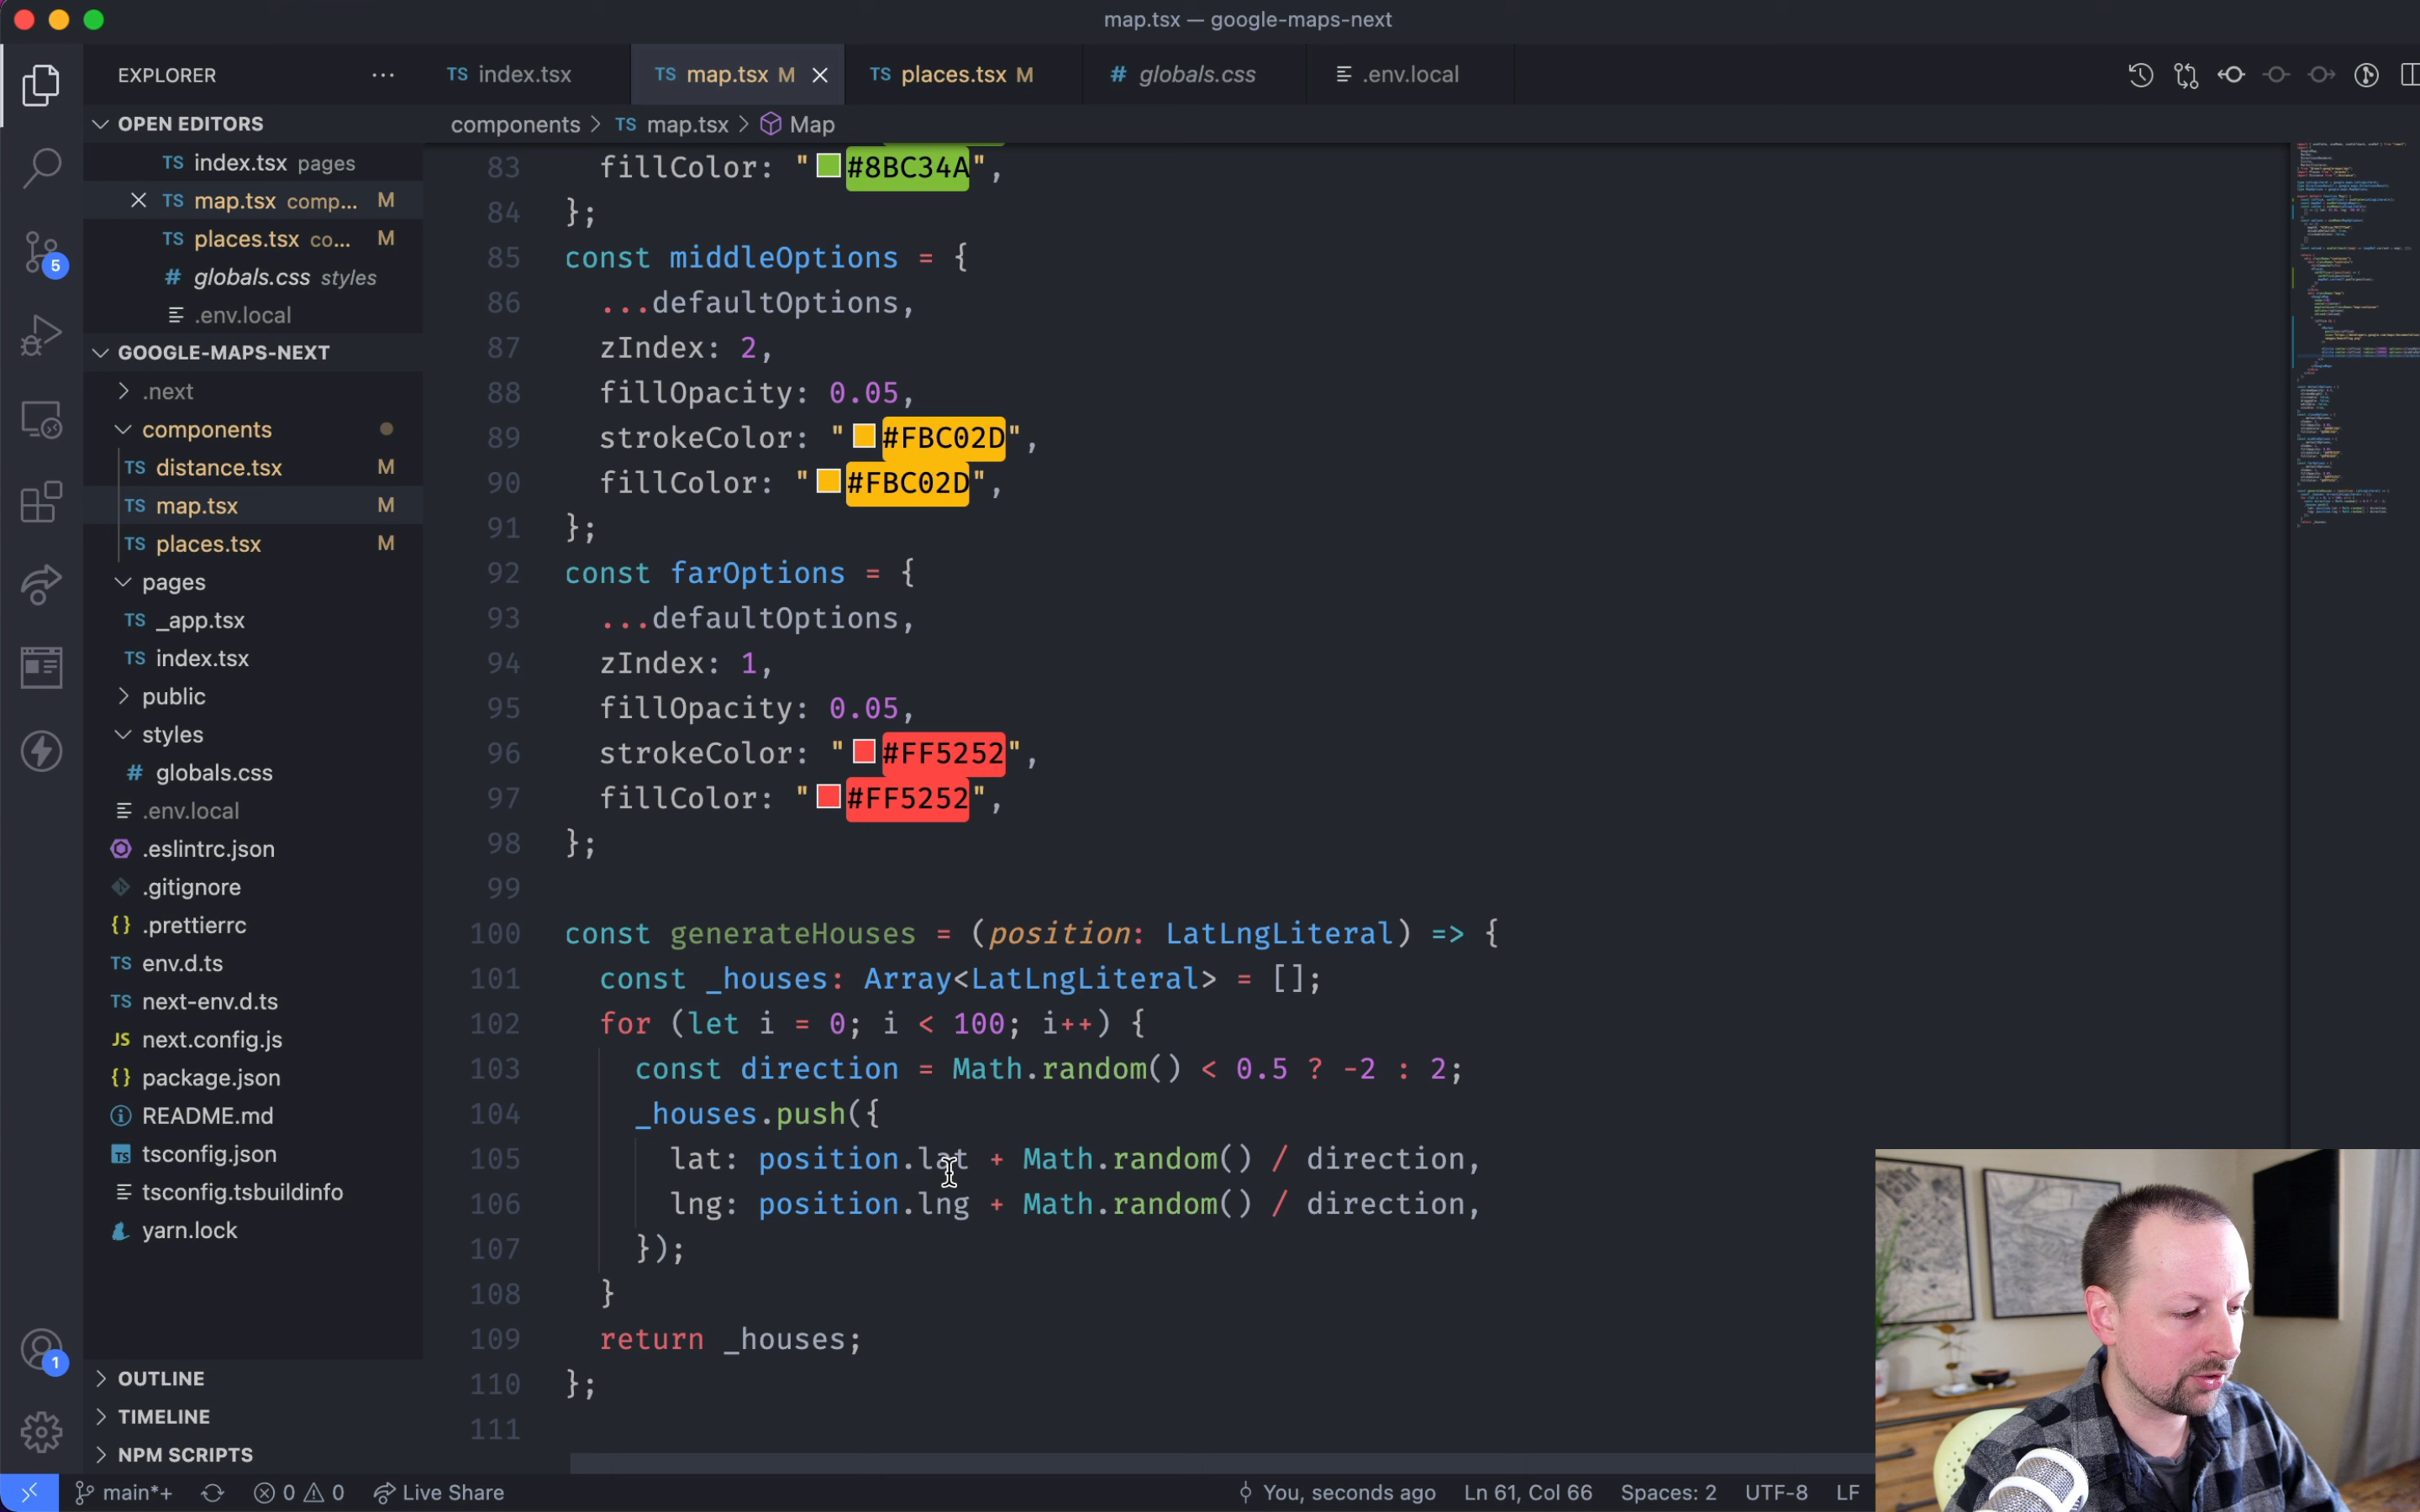 map.tsx — google-maps-next
EXPLORER
···
TS index.tsx
TS map.tsx M
TS places.tsx M
# globals.css
.env.local
OPEN EDITORS
components > TS map.tsx > Map
TS index.tsx pages
TS map.tsx comp... M
TS places.tsx co... M
# globals.css styles
.env.local
GOOGLE-MAPS-NEXT
.next
components
TS distance.tsx M
TS map.tsx M
TS places.tsx M
pages
TS _app.tsx
TS index.tsx
public
styles
# globals.css
.env.local
.eslintrc.json
.gitignore
{} .prettierrc
TS env.d.ts
TS next-env.d.ts
JS next.config.js
{} package.json
README.md
TS tsconfig.json
tsconfig.tsbuildinfo
yarn.lock
OUTLINE
TIMELINE
NPM SCRIPTS
5
1
83 fillColor: "#8BC34A",
84 };
85 const middleOptions = {
86 ...defaultOptions,
87 zIndex: 2,
88 fillOpacity: 0.05,
89 strokeColor: "#FBC02D",
90 fillColor: "#FBC02D",
91 };
92 const farOptions = {
93 ...defaultOptions,
94 zIndex: 1,
95 fillOpacity: 0.05,
96 strokeColor: "#FF5252",
97 fillColor: "#FF5252",
98 };
99
100 const generateHouses = (position: LatLngLiteral) => {
101 const _houses: Array<LatLngLiteral> = [];
102 for (let i = 0; i < 100; i++) {
103 const direction = Math.random() < 0.5 ? -2 : 2;
104 _houses.push({
105 lat: position.lat + Math.random() / direction,
106 lng: position.lng + Math.random() / direction,
107 });
108 }
109 return _houses;
110 };
111
main*+
0
0
Live Share
You, seconds ago
Ln 61, Col 66
Spaces: 2
UTF-8
LF